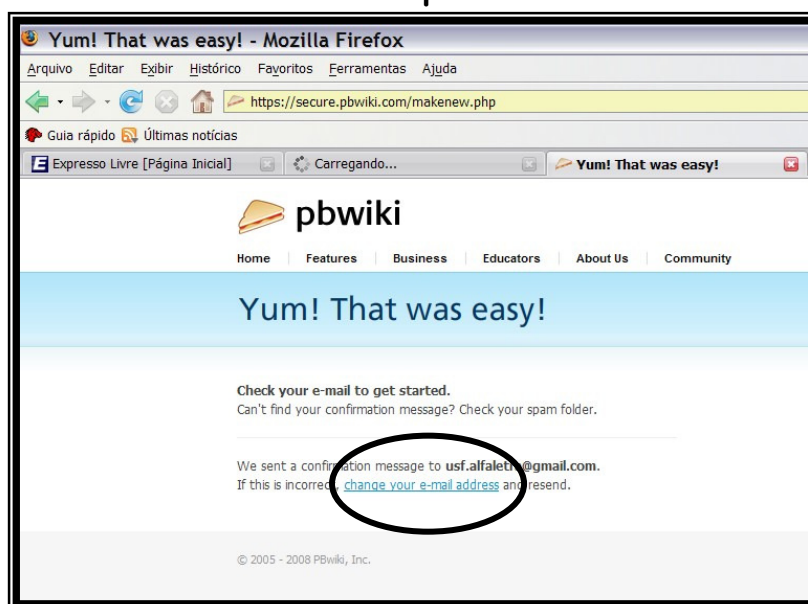 Yum! That was easy! - Mozilla Firefox
Arquivo Editar Exibir Histórico Favoritos Ferramentas Ajuda
https://secure.pbwiki.com/makenew.php
Guia rápido Últimas notícias
Expresso Livre [Página Inicial] Carregando... Yum! That was easy!
pbwiki
Home Features Business Educators About Us Community
Yum! That was easy!
Check your e-mail to get started.
Can't find your confirmation message? Check your spam folder.
We sent a confirmation message to usf.alfaletra@gmail.com.
If this is incorrect, change your e-mail address and resend.
© 2005 - 2008 PBwiki, Inc.